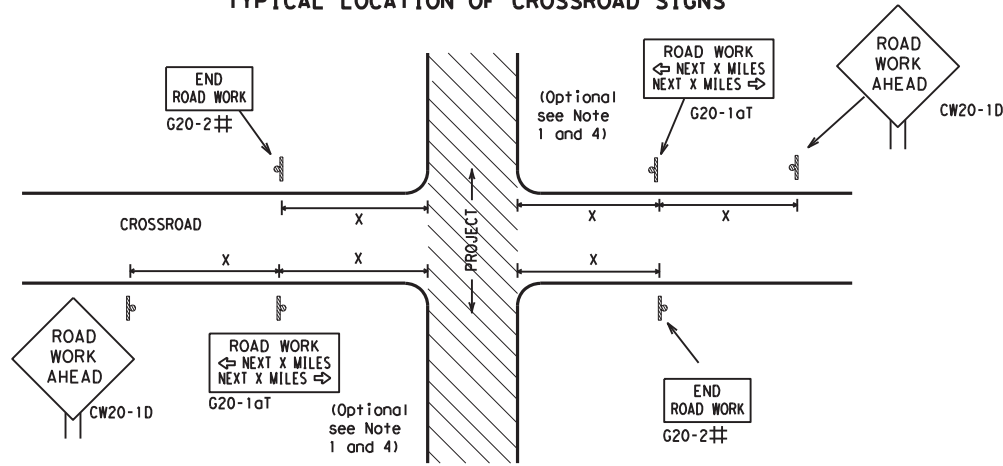 TYPICAL LOCATION OF CROSSROAD SIGNS
END
ROAD WORK
G20-2#
ROAD WORK
⇦ NEXT X MILES
NEXT X MILES ⇨
G20-1aT
(Optional
see Note
1 and 4)
ROAD
WORK
AHEAD
CW20-1D
X
X
X
CROSSROAD
PROJECT
X
X
X
ROAD
WORK
AHEAD
CW20-1D
ROAD WORK
⇦ NEXT X MILES
NEXT X MILES ⇨
G20-1aT
(Optional
see Note
1 and 4)
END
ROAD WORK
G20-2#